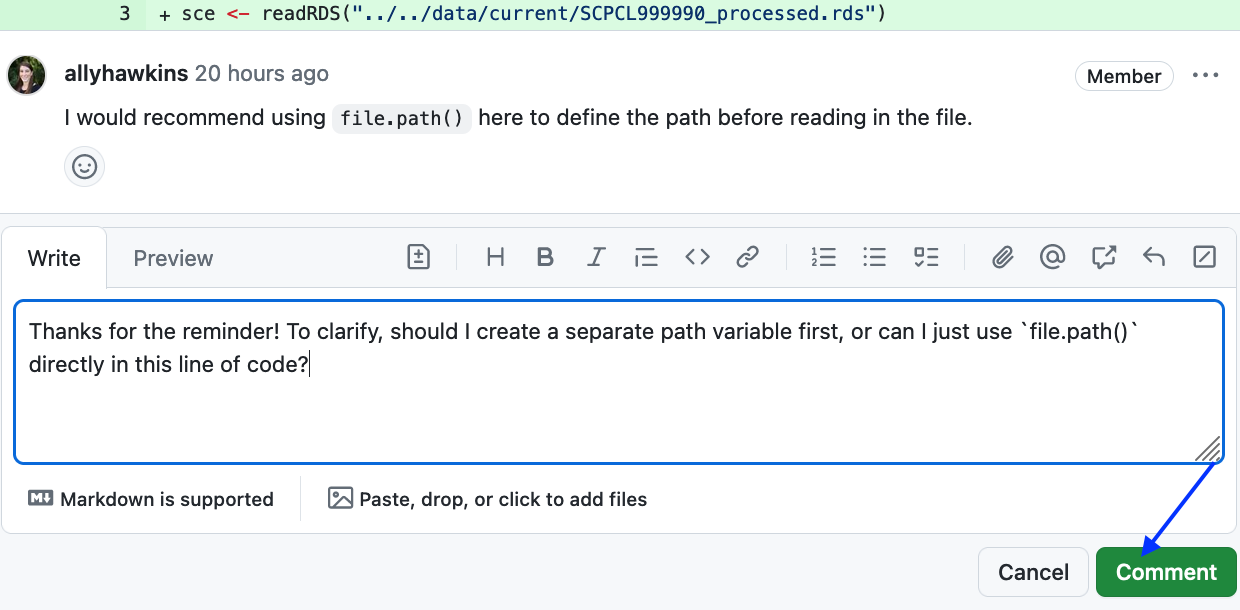 3 + sce <- readRDS("../../data/current/SCPCL999990_processed.rds")
allyhawkins 20 hours ago Member
I would recommend using file.path() here to define the path before reading in the file.
Write Preview
Thanks for the reminder! To clarify, should I create a separate path variable first, or can I just use `file.path()`
directly in this line of code?
Markdown is supported Paste, drop, or click to add files
Cancel Comment